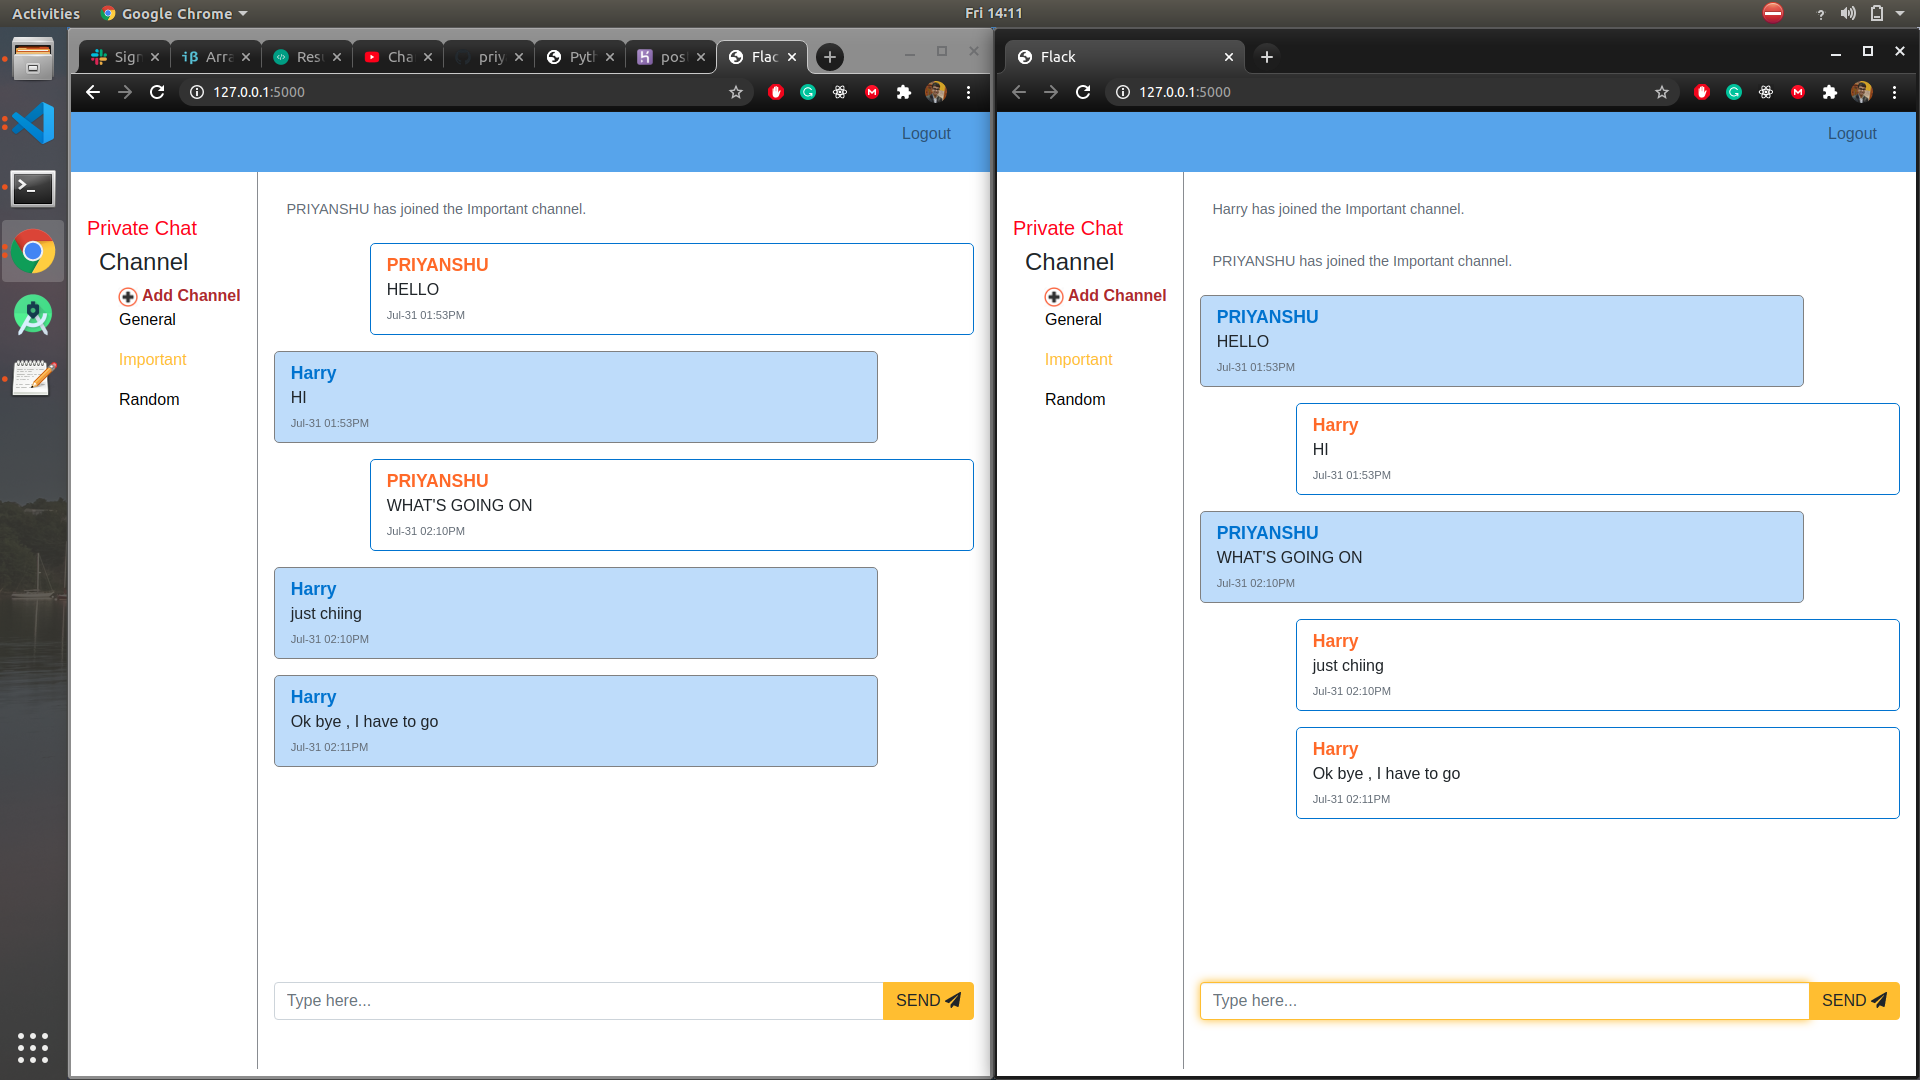 Activities Google Chrome Fri 14:11 ?
Sign Arra Res Cha priy Pyth pos Flac
127.0.0.1:5000
Logout
Private Chat
Channel
Add Channel
General
Important
Random
PRIYANSHU has joined the Important channel.
PRIYANSHU
HELLO
Jul-31 01:53PM
Harry
HI
Jul-31 01:53PM
PRIYANSHU
WHAT'S GOING ON
Jul-31 02:10PM
Harry
just chiing
Jul-31 02:10PM
Harry
Ok bye , I have to go
Jul-31 02:11PM
Type here... SEND
Flack
127.0.0.1:5000
Logout
Private Chat
Channel
Add Channel
General
Important
Random
Harry has joined the Important channel.
PRIYANSHU has joined the Important channel.
PRIYANSHU
HELLO
Jul-31 01:53PM
Harry
HI
Jul-31 01:53PM
PRIYANSHU
WHAT'S GOING ON
Jul-31 02:10PM
Harry
just chiing
Jul-31 02:10PM
Harry
Ok bye , I have to go
Jul-31 02:11PM
Type here... SEND